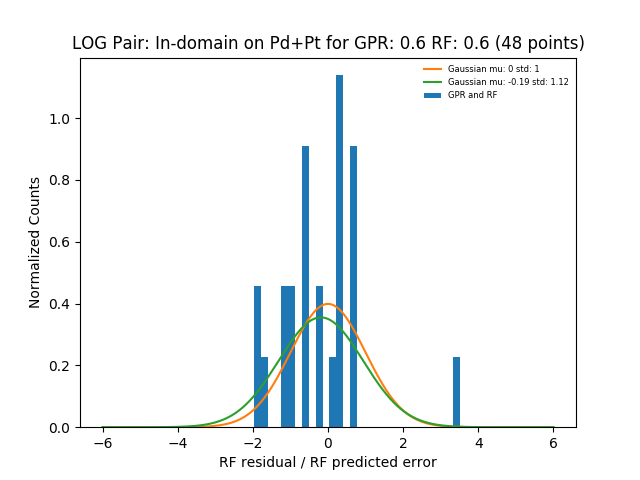 LOG Pair: In-domain on Pd+Pt for GPR: 0.6 RF: 0.6 (48 points)
Gaussian mu: 0 std: 1
Gaussian mu: -0.19 std: 1.12
GPR and RF
Normalized Counts
1.0
0.8
0.6
0.4
0.2
0.0
−6 −4 −2 0 2 4 6
RF residual / RF predicted error